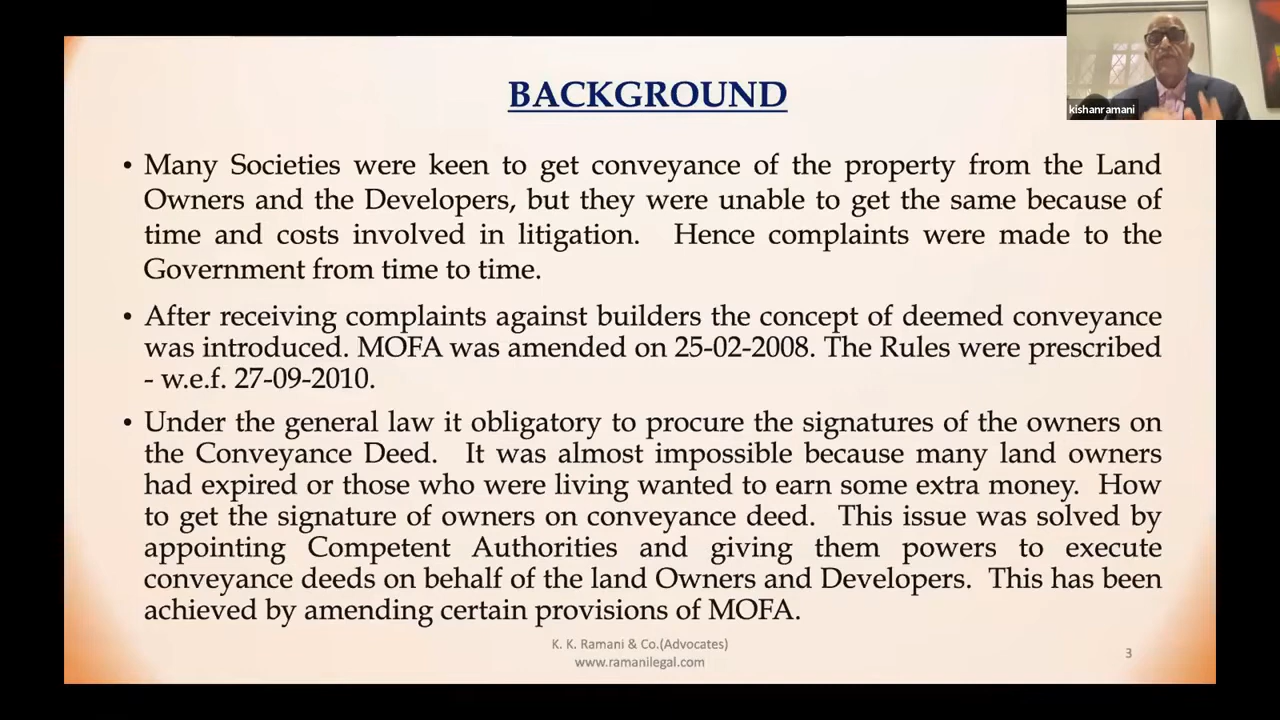 kishanramani
BACKGROUND
• Many Societies were keen to get conveyance of the property from the Land
Owners and the Developers, but they were unable to get the same because of
time and costs involved in litigation. Hence complaints were made to the
Government from time to time.
• After receiving complaints against builders the concept of deemed conveyance
was introduced. MOFA was amended on 25-02-2008. The Rules were prescribed
- w.e.f. 27-09-2010.
• Under the general law it obligatory to procure the signatures of the owners on
the Conveyance Deed. It was almost impossible because many land owners
had expired or those who were living wanted to earn some extra money. How
to get the signature of owners on conveyance deed. This issue was solved by
appointing Competent Authorities and giving them powers to execute
conveyance deeds on behalf of the land Owners and Developers. This has been
achieved by amending certain provisions of MOFA.
K. K. Ramani & Co.(Advocates)
www.ramanilegal.com
3